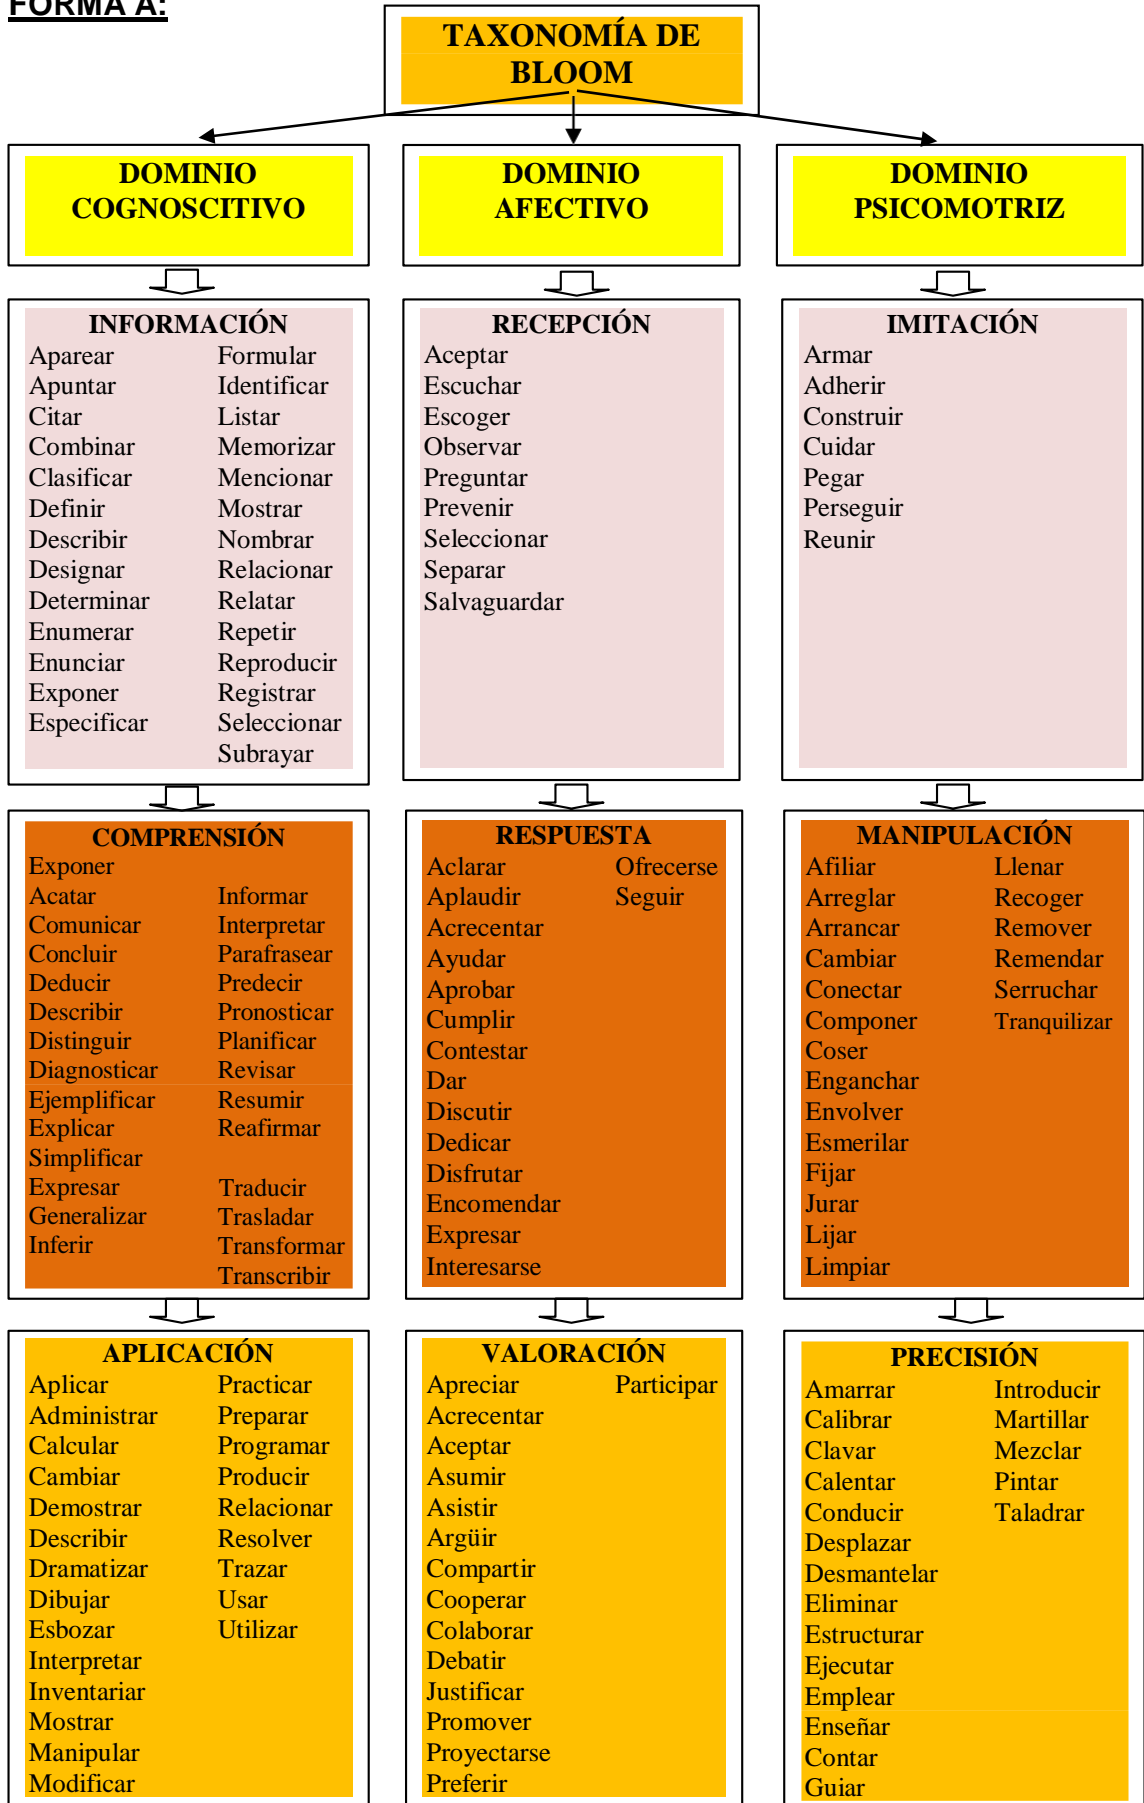 FORMA A:
TAXONOMÍA DE
BLOOM
DOMINIO
COGNOSCITIVO
DOMINIO
AFECTIVO
DOMINIO
PSICOMOTRIZ
INFORMACIÓN
Aparear Formular
Apuntar Identificar
Citar Listar
Combinar Memorizar
Clasificar Mencionar
Definir Mostrar
Describir Nombrar
Designar Relacionar
Determinar Relatar
Enumerar Repetir
Enunciar Reproducir
Exponer Registrar
Especificar Seleccionar
Subrayar
RECEPCIÓN
Aceptar
Escuchar
Escoger
Observar
Preguntar
Prevenir
Seleccionar
Separar
Salvaguardar
IMITACIÓN
Armar
Adherir
Construir
Cuidar
Pegar
Perseguir
Reunir
COMPRENSIÓN
Exponer
Acatar Informar
Comunicar Interpretar
Concluir Parafrasear
Deducir Predecir
Describir Pronosticar
Distinguir Planificar
Diagnosticar Revisar
Ejemplificar Resumir
Explicar Reafirmar
Simplificar
Expresar Traducir
Generalizar Trasladar
Inferir Transformar
Transcribir
RESPUESTA
Aclarar Ofrecerse
Aplaudir Seguir
Acrecentar
Ayudar
Aprobar
Cumplir
Contestar
Dar
Discutir
Dedicar
Disfrutar
Encomendar
Expresar
Interesarse
MANIPULACIÓN
Afiliar Llenar
Arreglar Recoger
Arrancar Remover
Cambiar Remendar
Conectar Serruchar
Componer Tranquilizar
Coser
Enganchar
Envolver
Esmerilar
Fijar
Jurar
Lijar
Limpiar
APLICACIÓN
Aplicar Practicar
Administrar Preparar
Calcular Programar
Cambiar Producir
Demostrar Relacionar
Describir Resolver
Dramatizar Trazar
Dibujar Usar
Esbozar Utilizar
Interpretar
Inventariar
Mostrar
Manipular
Modificar
VALORACIÓN
Apreciar Participar
Acrecentar
Aceptar
Asumir
Asistir
Argüir
Compartir
Cooperar
Colaborar
Debatir
Justificar
Promover
Proyectarse
Preferir
PRECISIÓN
Amarrar Introducir
Calibrar Martillar
Clavar Mezclar
Calentar Pintar
Conducir Taladrar
Desplazar
Desmantelar
Eliminar
Estructurar
Ejecutar
Emplear
Enseñar
Contar
Guiar